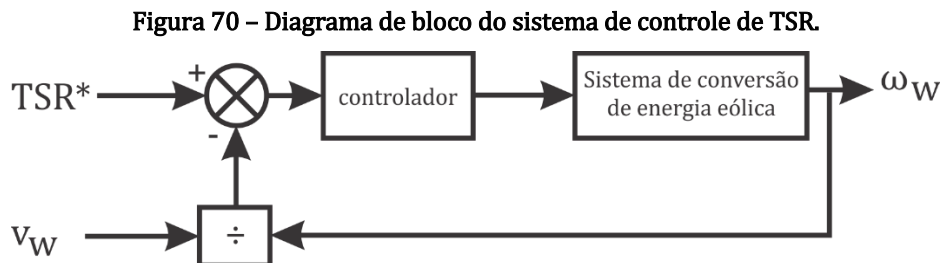 Figura 70 – Diagrama de bloco do sistema de controle de TSR.
TSR*
+
-
controlador
Sistema de conversão
de energia eólica
ωw
vw
÷